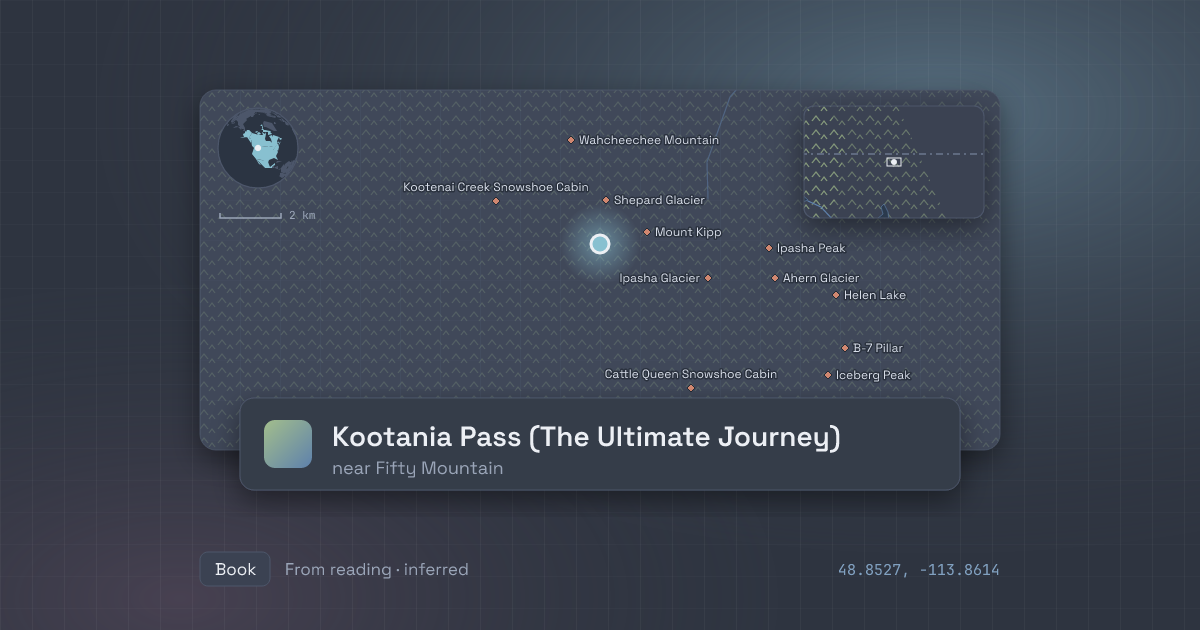 Wahcheechee Mountain
Kootenai Creek Snowshoe Cabin
Shepard Glacier
2 km
Mount Kipp
Ipasha Peak
Ipasha Glacier
Ahern Glacier
Helen Lake
B-7 Pillar
Cattle Queen Snowshoe Cabin
Iceberg Peak
Kootania Pass (The Ultimate Journey)
near Fifty Mountain
Book
From reading · inferred
48.8527, -113.8614